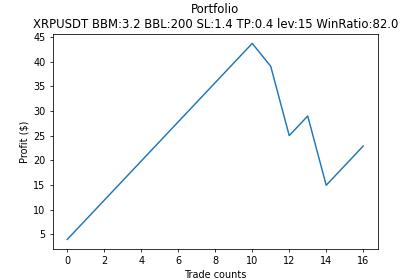 Portfolio
XRPUSDT BBM:3.2 BBL:200 SL:1.4 TP:0.4 lev:15 WinRatio:82.0
45
40
35
30
25
20
15
10
5
Profit ($)
0 2 4 6 8 10 12 14 16
Trade counts